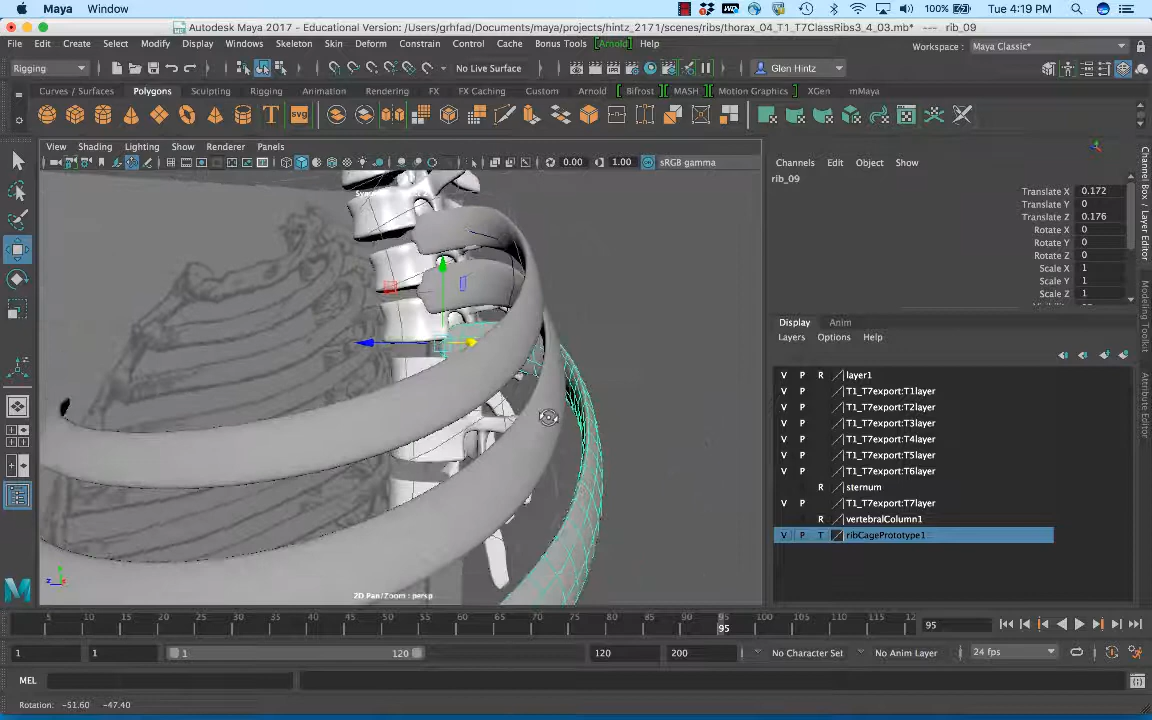 Maya Window 100% Tue 4:19 PM
Autodesk Maya 2017 - Educational Version: /Users/grhfad/Documents/maya/projects/hintz_2171/scenes/ribs/thorax_04_T1_T7ClassRibs3_4_03.mb* --- rib_09
File Edit Create Select Modify Display Windows Skeleton Skin Deform Constrain Control Cache Bonus Tools [Arnold] Help Workspace : Maya Classic*
Rigging No Live Surface Glen Hintz
Curves / Surfaces Polygons Sculpting Rigging Animation Rendering FX FX Caching Custom Arnold Bifrost MASH Motion Graphics XGen mMaya
T svg
View Shading Lighting Show Renderer Panels
0.00 1.00 sRGB gamma
Channels Edit Object Show
rib_09
Translate X 0.172
Translate Y 0
Translate Z 0.176
Rotate X 0
Rotate Y 0
Rotate Z 0
Scale X 1
Scale Y 1
Scale Z 1
Channel Box / Layer Editor
Modeling Toolkit
Attribute Editor
Display Anim
Layers Options Help
V P R layer1
V P T1_T7export:T1layer
V P T1_T7export:T2layer
V P T1_T7export:T3layer
V P T1_T7export:T4layer
V P T1_T7export:T5layer
V P T1_T7export:T6layer
R sternum
V P T1_T7export:T7layer
R vertebralColumn1
V P T ribCagePrototype1
2D Pan/Zoom : persp
5 10 15 20 25 30 35 40 45 50 55 60 65 70 75 80 85 90 95 100 105 110 115 12
95 95
1 1 1 120 120 200 No Character Set No Anim Layer 24 fps
MEL
Rotation: -51.60 -47.40